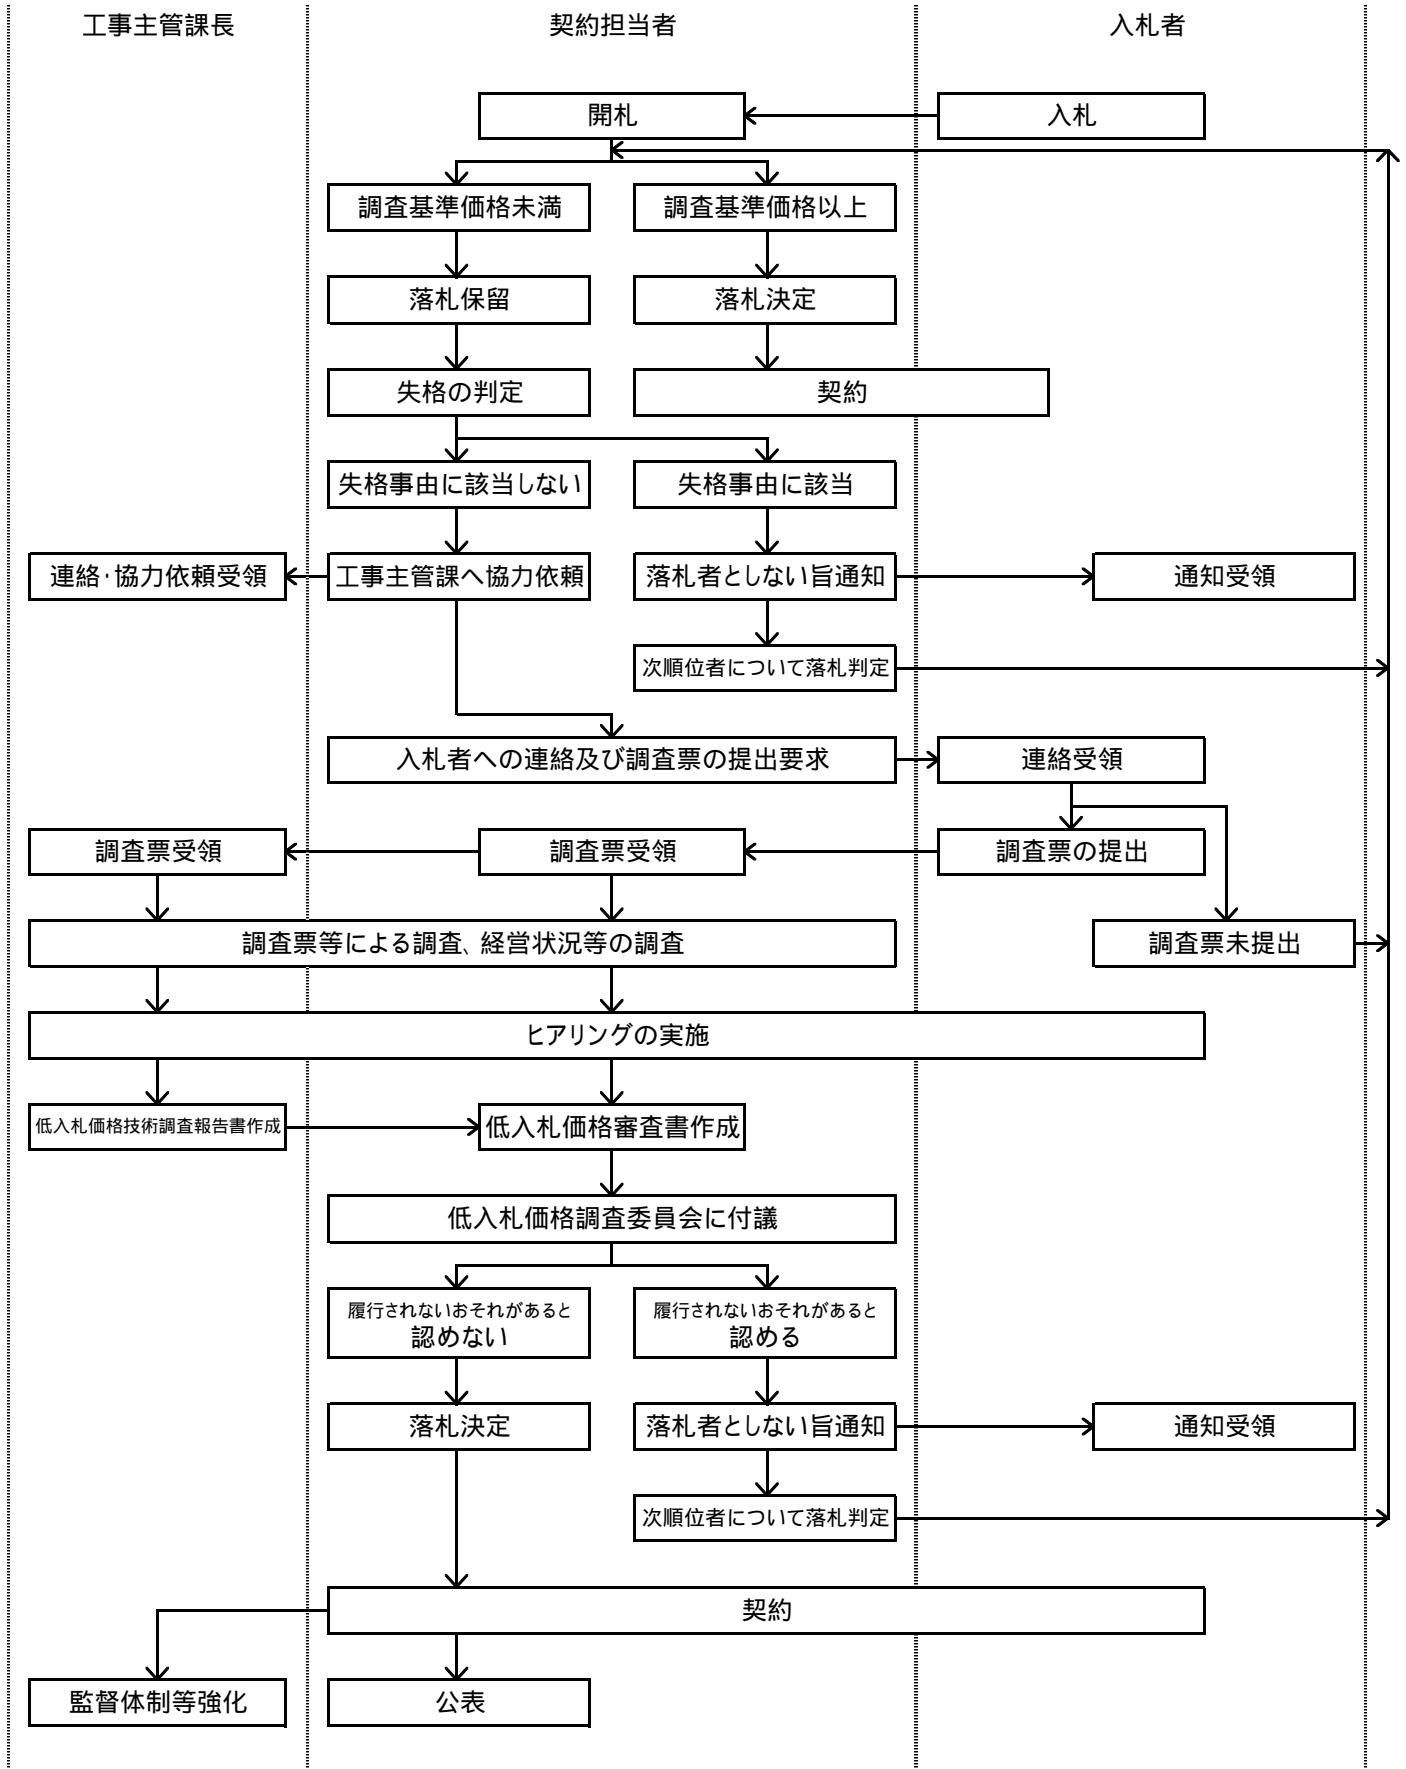 工事主管課長
契約担当者
入札者
開札
入札
調査基準価格未満
調査基準価格以上
落札保留
落札決定
失格の判定
契約
失格事由に該当しない
失格事由に該当
連絡・協力依頼受領
工事主管課へ協力依頼
落札者としない旨通知
通知受領
次順位者について落札判定
入札者への連絡及び調査票の提出要求
連絡受領
調査票受領
調査票受領
調査票の提出
調査票等による調査、経営状況等の調査
調査票未提出
ヒアリングの実施
低入札価格技術調査報告書作成
低入札価格審査書作成
低入札価格調査委員会に付議
履行されないおそれがあると
認めない
履行されないおそれがあると
認める
落札決定
落札者としない旨通知
通知受領
次順位者について落札判定
契約
監督体制等強化
公表